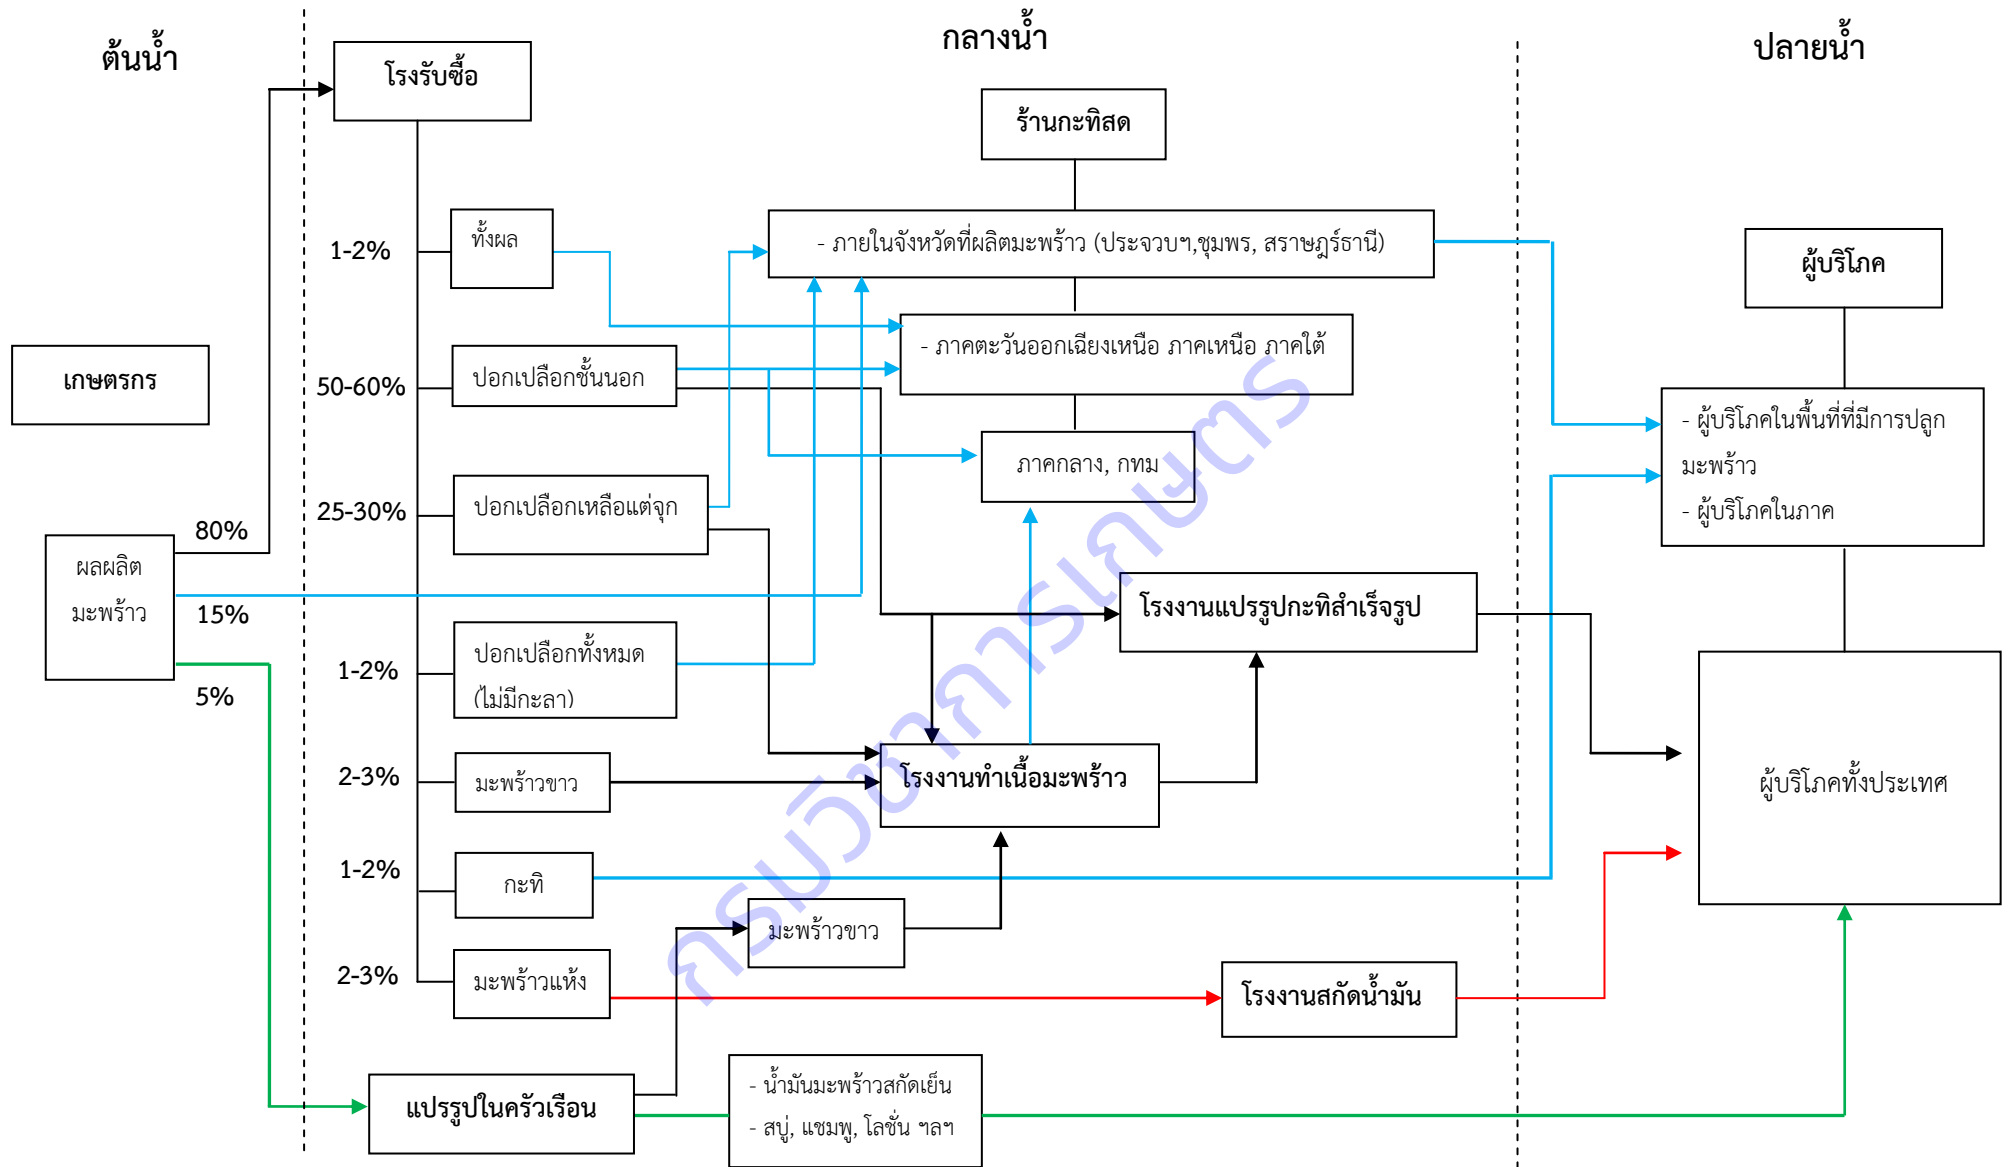 ต้นน้ำ
กลางน้ำ
ปลายน้ำ
โรงรับซื้อ
ร้านกะทิสด
1-2%
ทั้งผล
- ภายในจังหวัดที่ผลิตมะพร้าว (ประจวบฯ,ชุมพร, สราษฎร์ธานี)
ผู้บริโภค
- ภาคตะวันออกเฉียงเหนือ ภาคเหนือ ภาคใต้
เกษตรกร
50-60%
ปอกเปลือกชั้นนอก
ภาคกลาง, กทม
- ผู้บริโภคในพื้นที่ที่มีการปลูก
มะพร้าว
- ผู้บริโภคในภาค
25-30%
ปอกเปลือกเหลือแต่จุก
80%
ผลผลิต
มะพร้าว
15%
5%
โรงงานแปรรูปกะทิสำเร็จรูป
1-2%
ปอกเปลือกทั้งหมด
(ไม่มีกะลา)
2-3%
มะพร้าวขาว
โรงงานทำเนื้อมะพร้าว
ผู้บริโภคทั้งประเทศ
1-2%
กะทิ
มะพร้าวขาว
2-3%
มะพร้าวแห้ง
โรงงานสกัดน้ำมัน
แปรรูปในครัวเรือน
- น้ำมันมะพร้าวสกัดเย็น
- สบู่, แชมพู, โลชั่น ฯลฯ
กรมวิชาการเกษตร